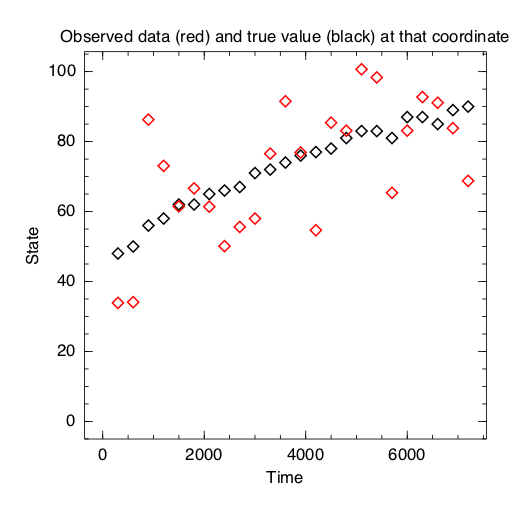 Observed data (red) and true value (black) at that coordinate
100
80
60
40
20
0
State
0 2000 4000 6000
Time